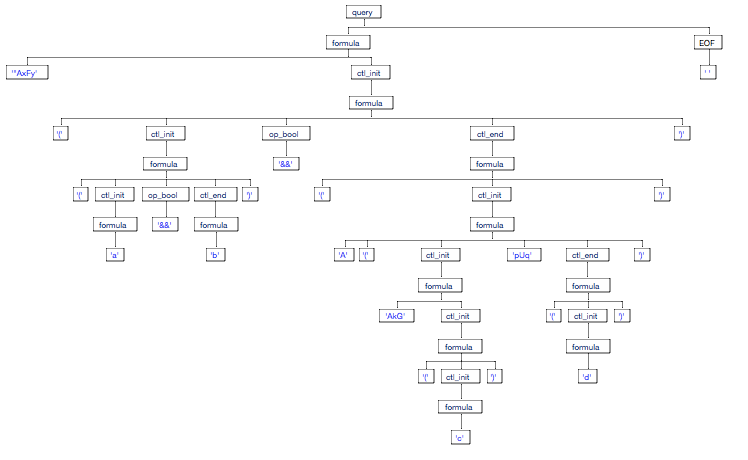 query
formula EOF
'"AxFy' ctl_init ' '
formula
'(' ctl_init op_bool ctl_end ')'
formula '&&' formula
'(' ctl_init op_bool ctl_end ')' '(' ctl_init ')'
formula '&&' formula formula
'a' 'b' 'A' '(' ctl_init 'pUq' ctl_end ')'
formula formula
'AkG' ctl_init '(' ctl_init ')'
formula formula
'(' ctl_init ')' 'd'
formula
'c'